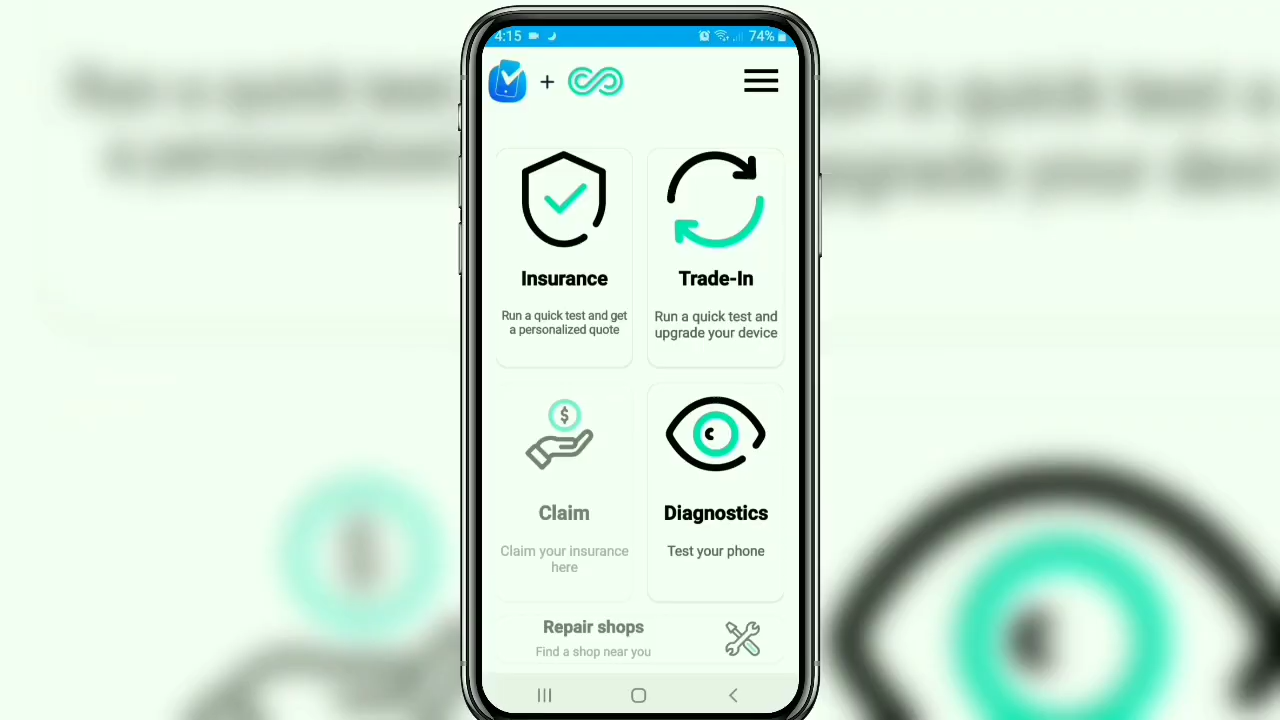 4:15
74%
+
Insurance
Run a quick test and get
a personalized quote
Trade-In
Run a quick test and
upgrade your device
$
Claim
Claim your insurance
here
Diagnostics
Test your phone
Repair shops
Find a shop near you